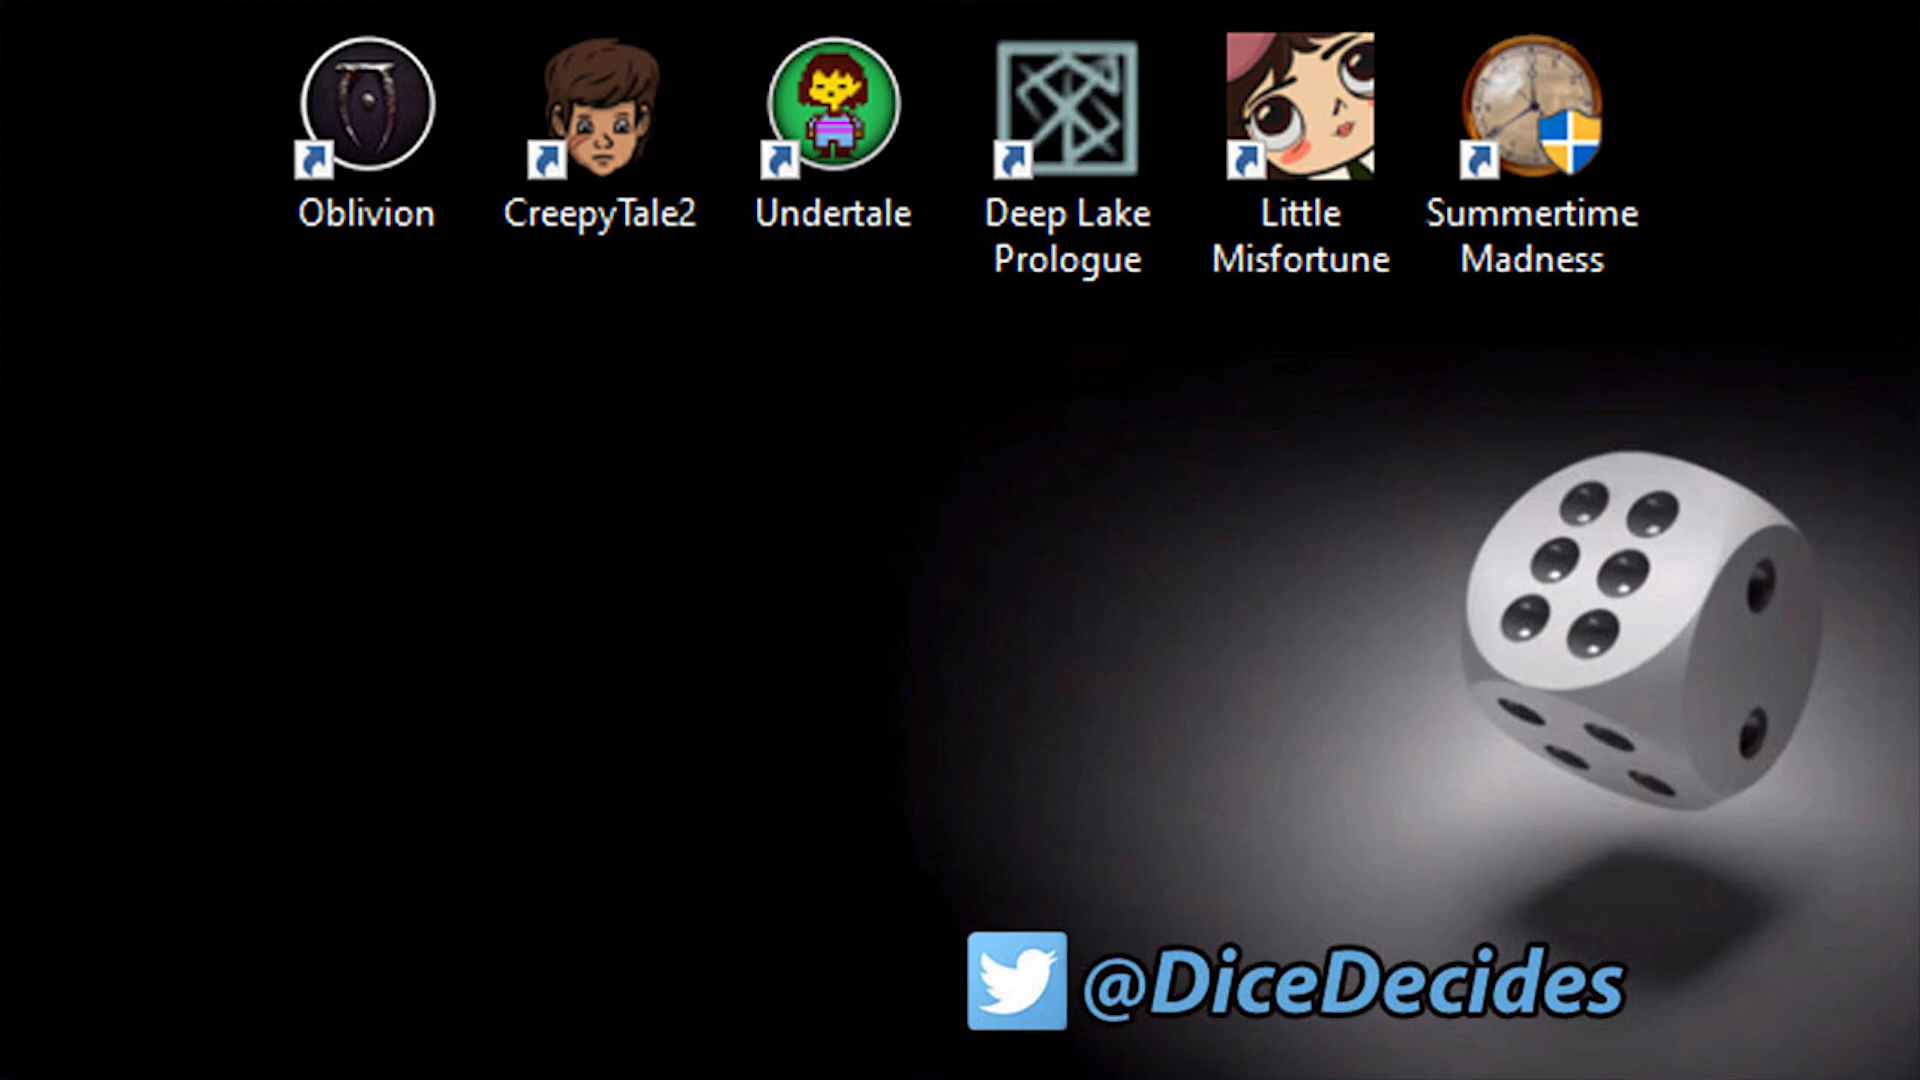 Oblivion
CreepyTale2
Undertale
Deep Lake
Prologue
Little
Misfortune
Summertime
Madness
@DiceDecides